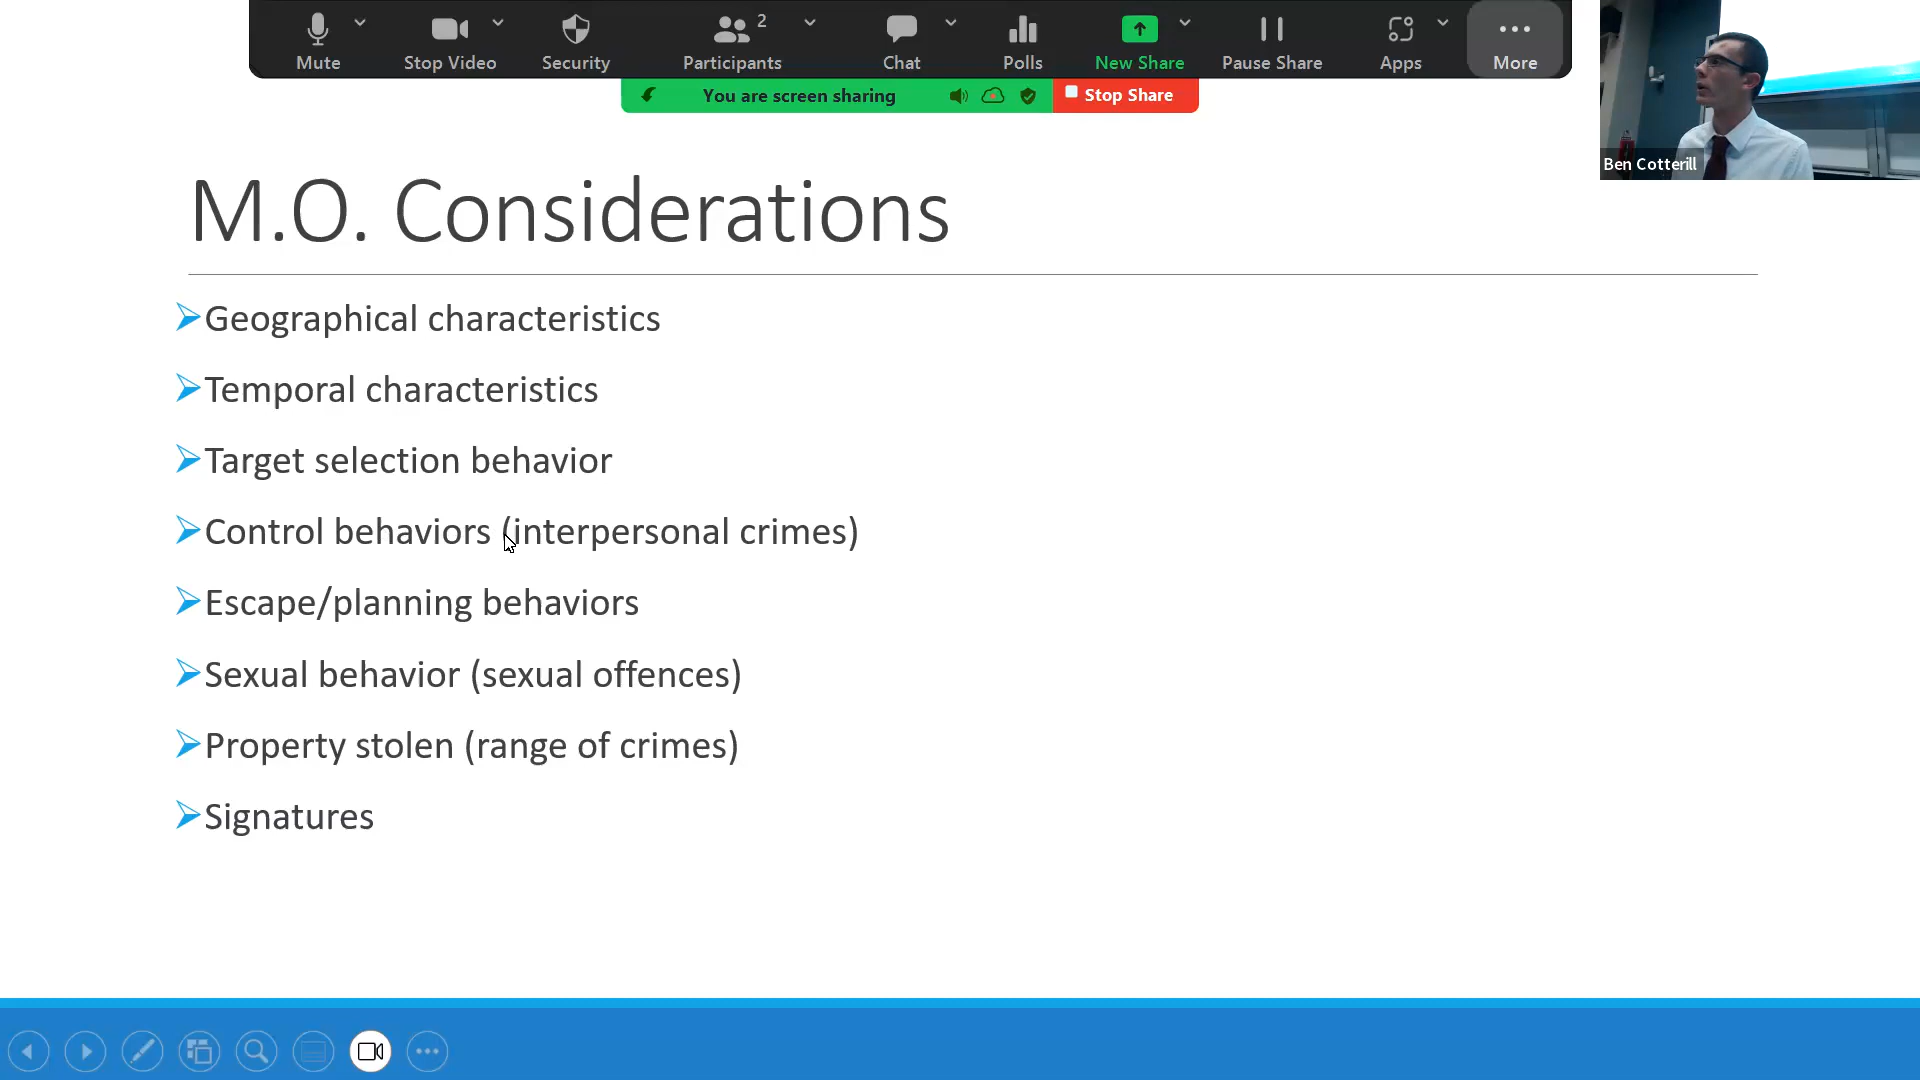 Mute
Stop Video
Security
Participants
2
Chat
Polls
New Share
Pause Share
Apps
More
You are screen sharing
Stop Share
Ben Cotterill
M.O. Considerations
Geographical characteristics
Temporal characteristics
Target selection behavior
Control behaviors (interpersonal crimes)
Escape/planning behaviors
Sexual behavior (sexual offences)
Property stolen (range of crimes)
Signatures